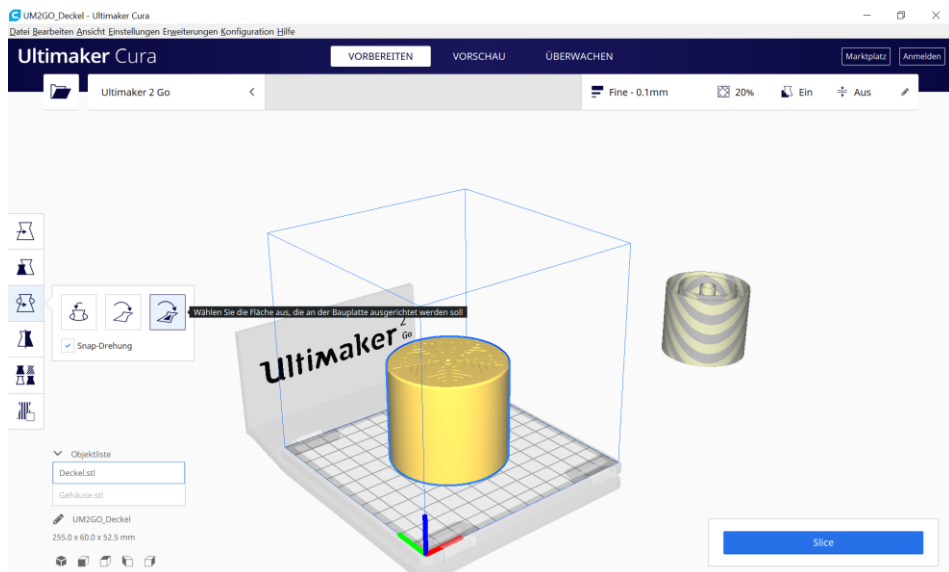 UM2GO_Deckel - Ultimaker Cura
Datei Bearbeiten Ansicht Einstellungen Erweiterungen Konfiguration Hilfe
Ultimaker Cura
VORBEREITEN
VORSCHAU
ÜBERWACHEN
Marktplatz
Anmelden
Ultimaker 2 Go
Fine - 0.1mm
20%
Ein
Aus
Wählen Sie die Fläche aus, die an der Bauplatte ausgerichtet werden soll
Snap-Drehung
Ultimaker 2 Go
Objektliste
Deckel.stl
Gehäuse.stl
UM2GO_Deckel
255.0 x 60.0 x 52.5 mm
Slice